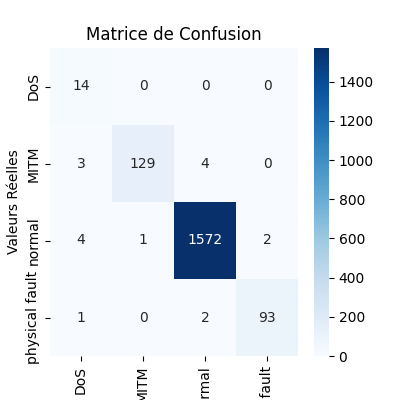 Matrice de Confusion
Valeurs Réelles
DoS 14 0 0 0
MITM 3 129 4 0
normal 4 1 1572 2
physical fault 1 0 2 93
DoS MITM rmal fault
1400
1200
1000
800
600
400
200
0